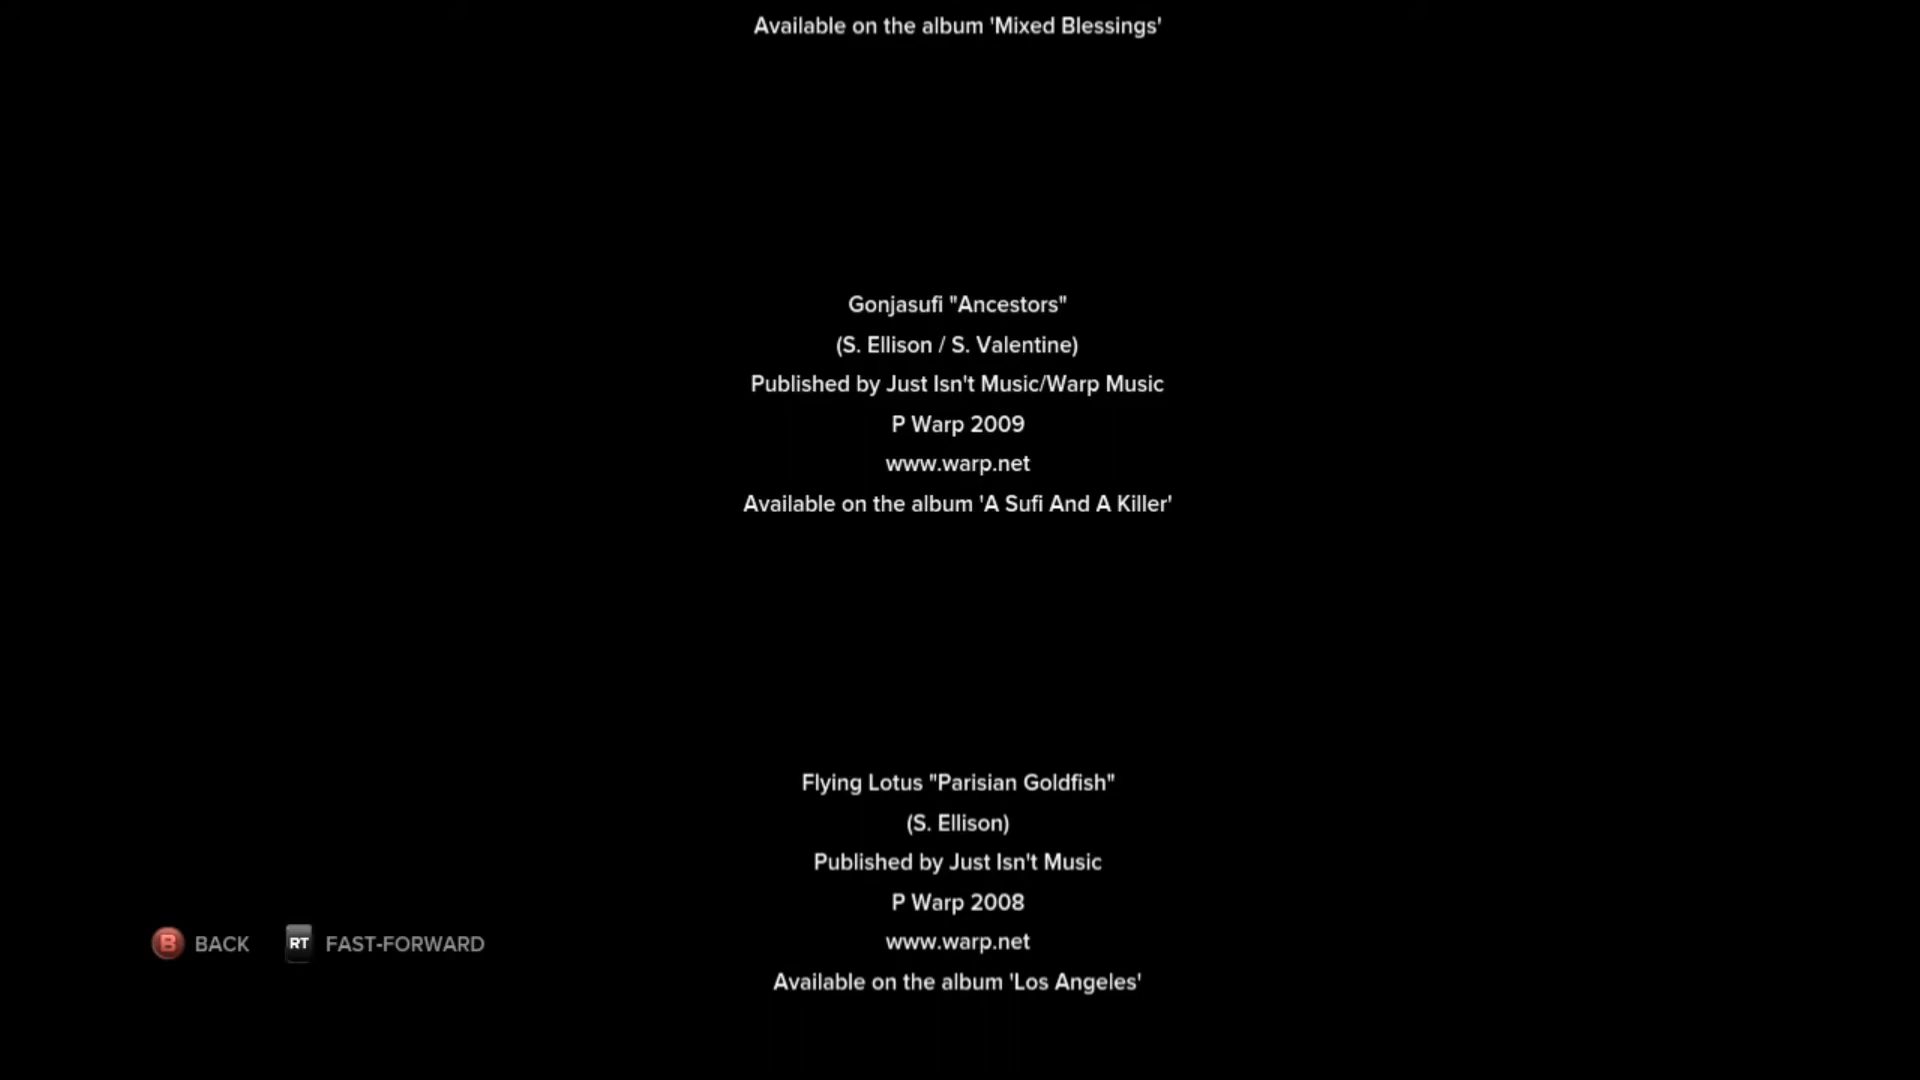 Available on the album 'Mixed Blessings'
Gonjasufi "Ancestors"
(S. Ellison / S. Valentine)
Published by Just Isn't Music/Warp Music
P Warp 2009
www.warp.net
Available on the album 'A Sufi And A Killer'
Flying Lotus "Parisian Goldfish"
(S. Ellison)
Published by Just Isn't Music
P Warp 2008
www.warp.net
Available on the album 'Los Angeles'
B BACK RT FAST-FORWARD